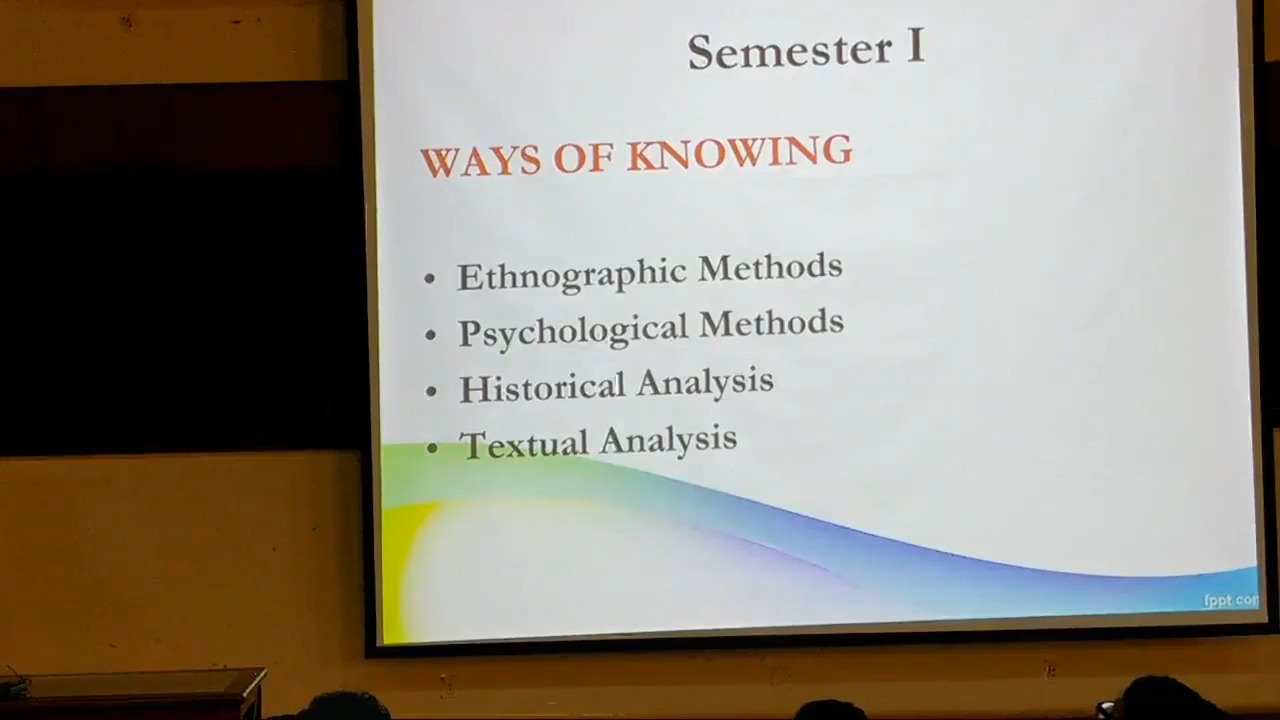 Semester I
WAYS OF KNOWING
• Ethnographic Methods
• Psychological Methods
• Historical Analysis
• Textual Analysis
fppt.com